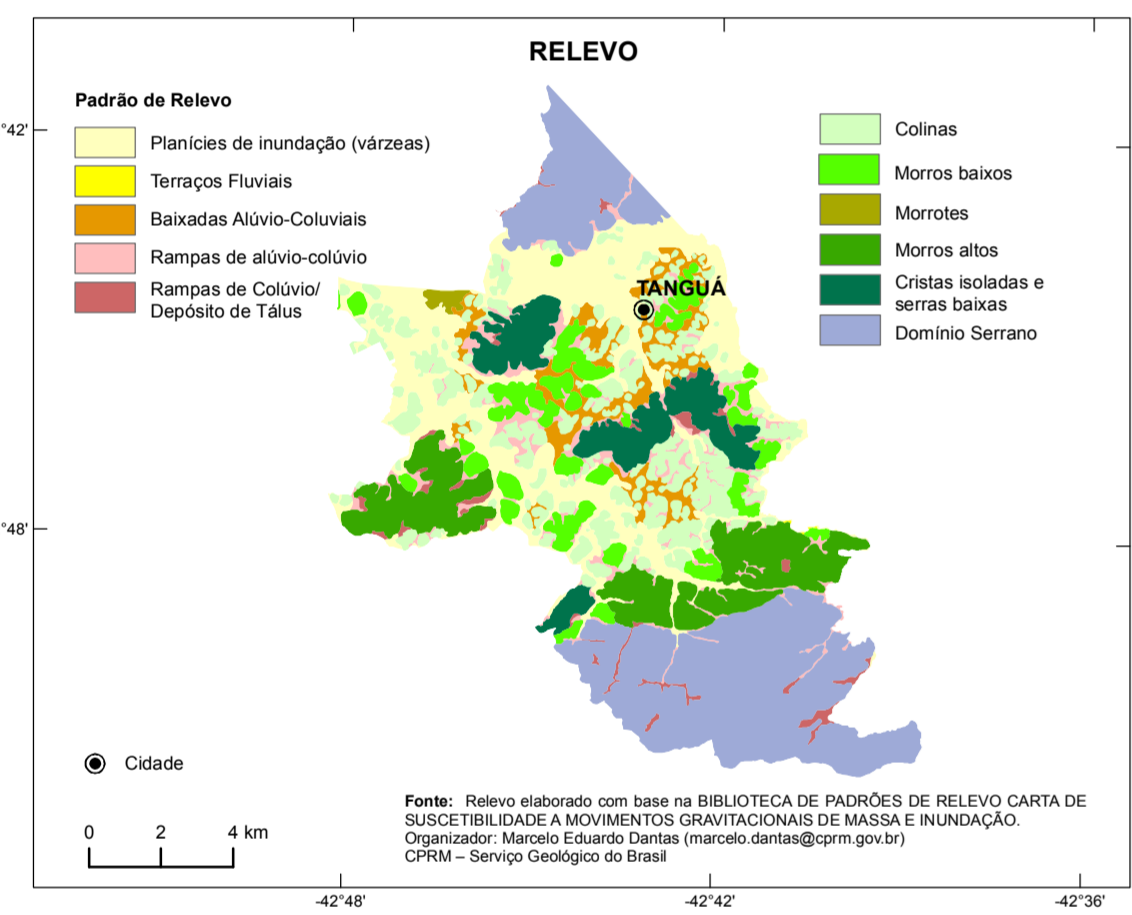 RELEVO
Padrão de Relevo
Planícies de inundação (várzeas)
Terraços Fluviais
Baixadas Alúvio-Coluviais
Rampas de alúvio-colúvio
Rampas de Colúvio/
Depósito de Tálus
Colinas
Morros baixos
Morrotes
Morros altos
Cristas isoladas e
serras baixas
Domínio Serrano
°42'
TANGUÁ
°48'
Cidade
0 2 4 km
Fonte: Relevo elaborado com base na BIBLIOTECA DE PADRÕES DE RELEVO CARTA DE
SUSCETIBILIDADE A MOVIMENTOS GRAVITACIONAIS DE MASSA E INUNDAÇÃO.
Organizador: Marcelo Eduardo Dantas (marcelo.dantas@cprm.gov.br)
CPRM – Serviço Geológico do Brasil
-42°48' -42°42' -42°36'